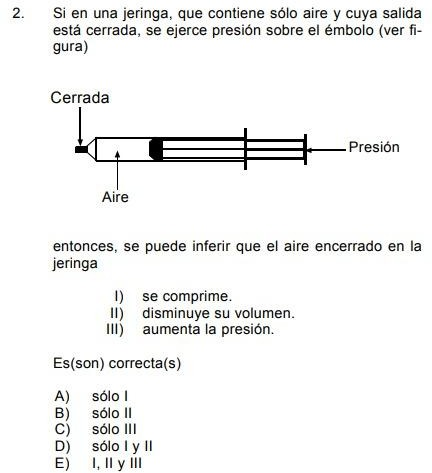 2. Si en una jeringa, que contiene sólo aire y cuya salida
está cerrada, se ejerce presión sobre el émbolo (ver fi-
gura)
Cerrada
Presión
Aire
entonces, se puede inferir que el aire encerrado en la
jeringa
I) se comprime.
II) disminuye su volumen.
III) aumenta la presión.
Es(son) correcta(s)
A) sólo I
B) sólo II
C) sólo III
D) sólo I y II
E) I, II y III